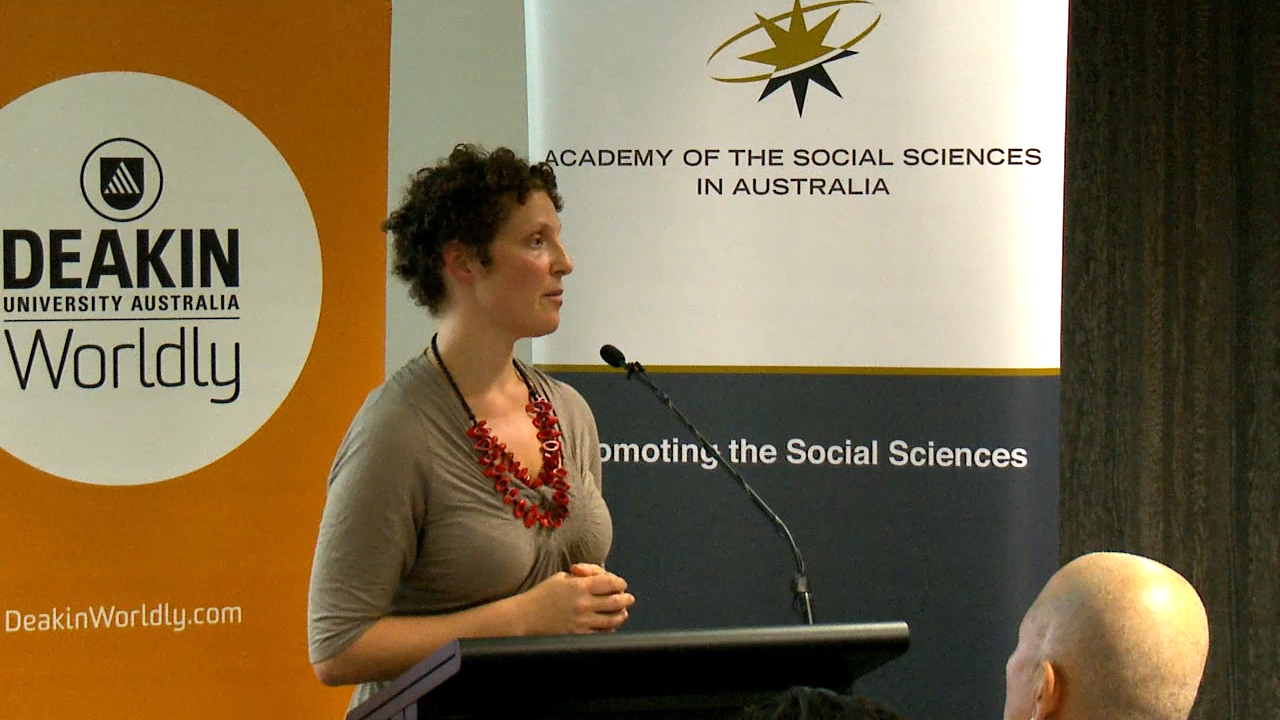 DEAKIN
UNIVERSITY AUSTRALIA
Worldly
DeakinWorldly.com
ACADEMY OF THE SOCIAL SCIENCES
IN AUSTRALIA
omoting the Social Sciences